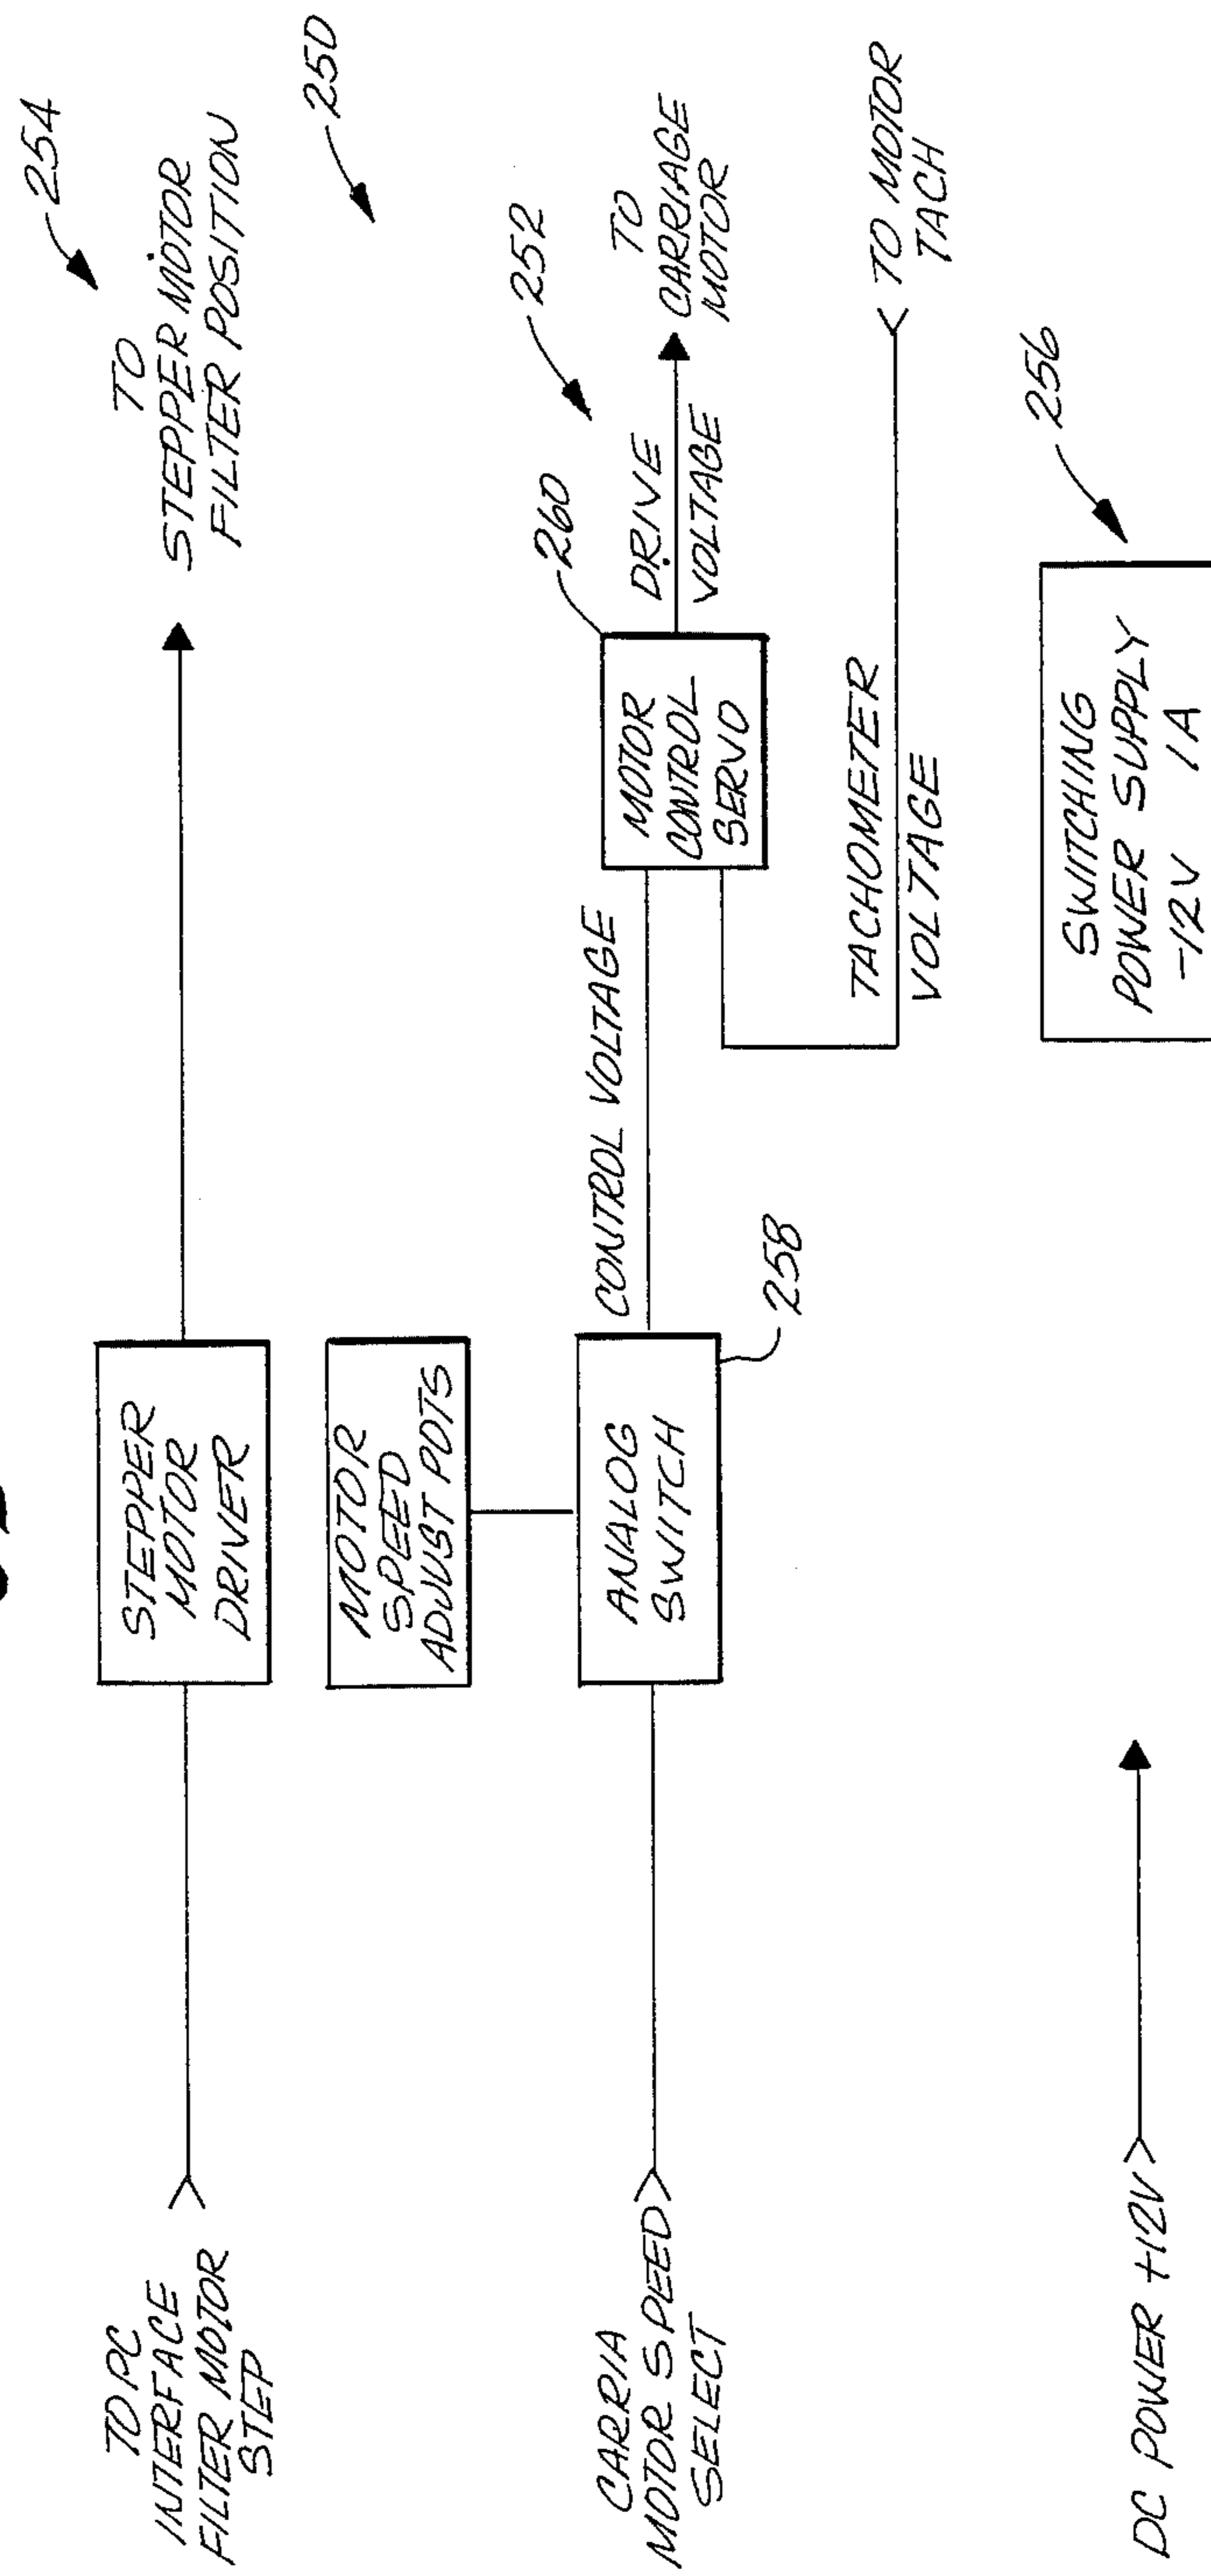 254
TO
STEPPER MOTOR
FILTER POSITION
250
STEPPER
MOTOR
DRIVER
TO PC
INTERFACE
FILTER MOTOR
STEP
MOTOR
SPEED
ADJUST POTS
252
260
TO
CARRIAGE
MOTOR
DRIVE
VOLTAGE
MOTOR
CONTROL
SERVO
CONTROL VOLTAGE
ANALOG
SWITCH
258
CARRIA
MOTOR SPEED
SELECT
TACHOMETER
VOLTAGE
TO MOTOR
TACH
256
SWITCHING
POWER SUPPLY
-12V 1A
DC POWER +12V